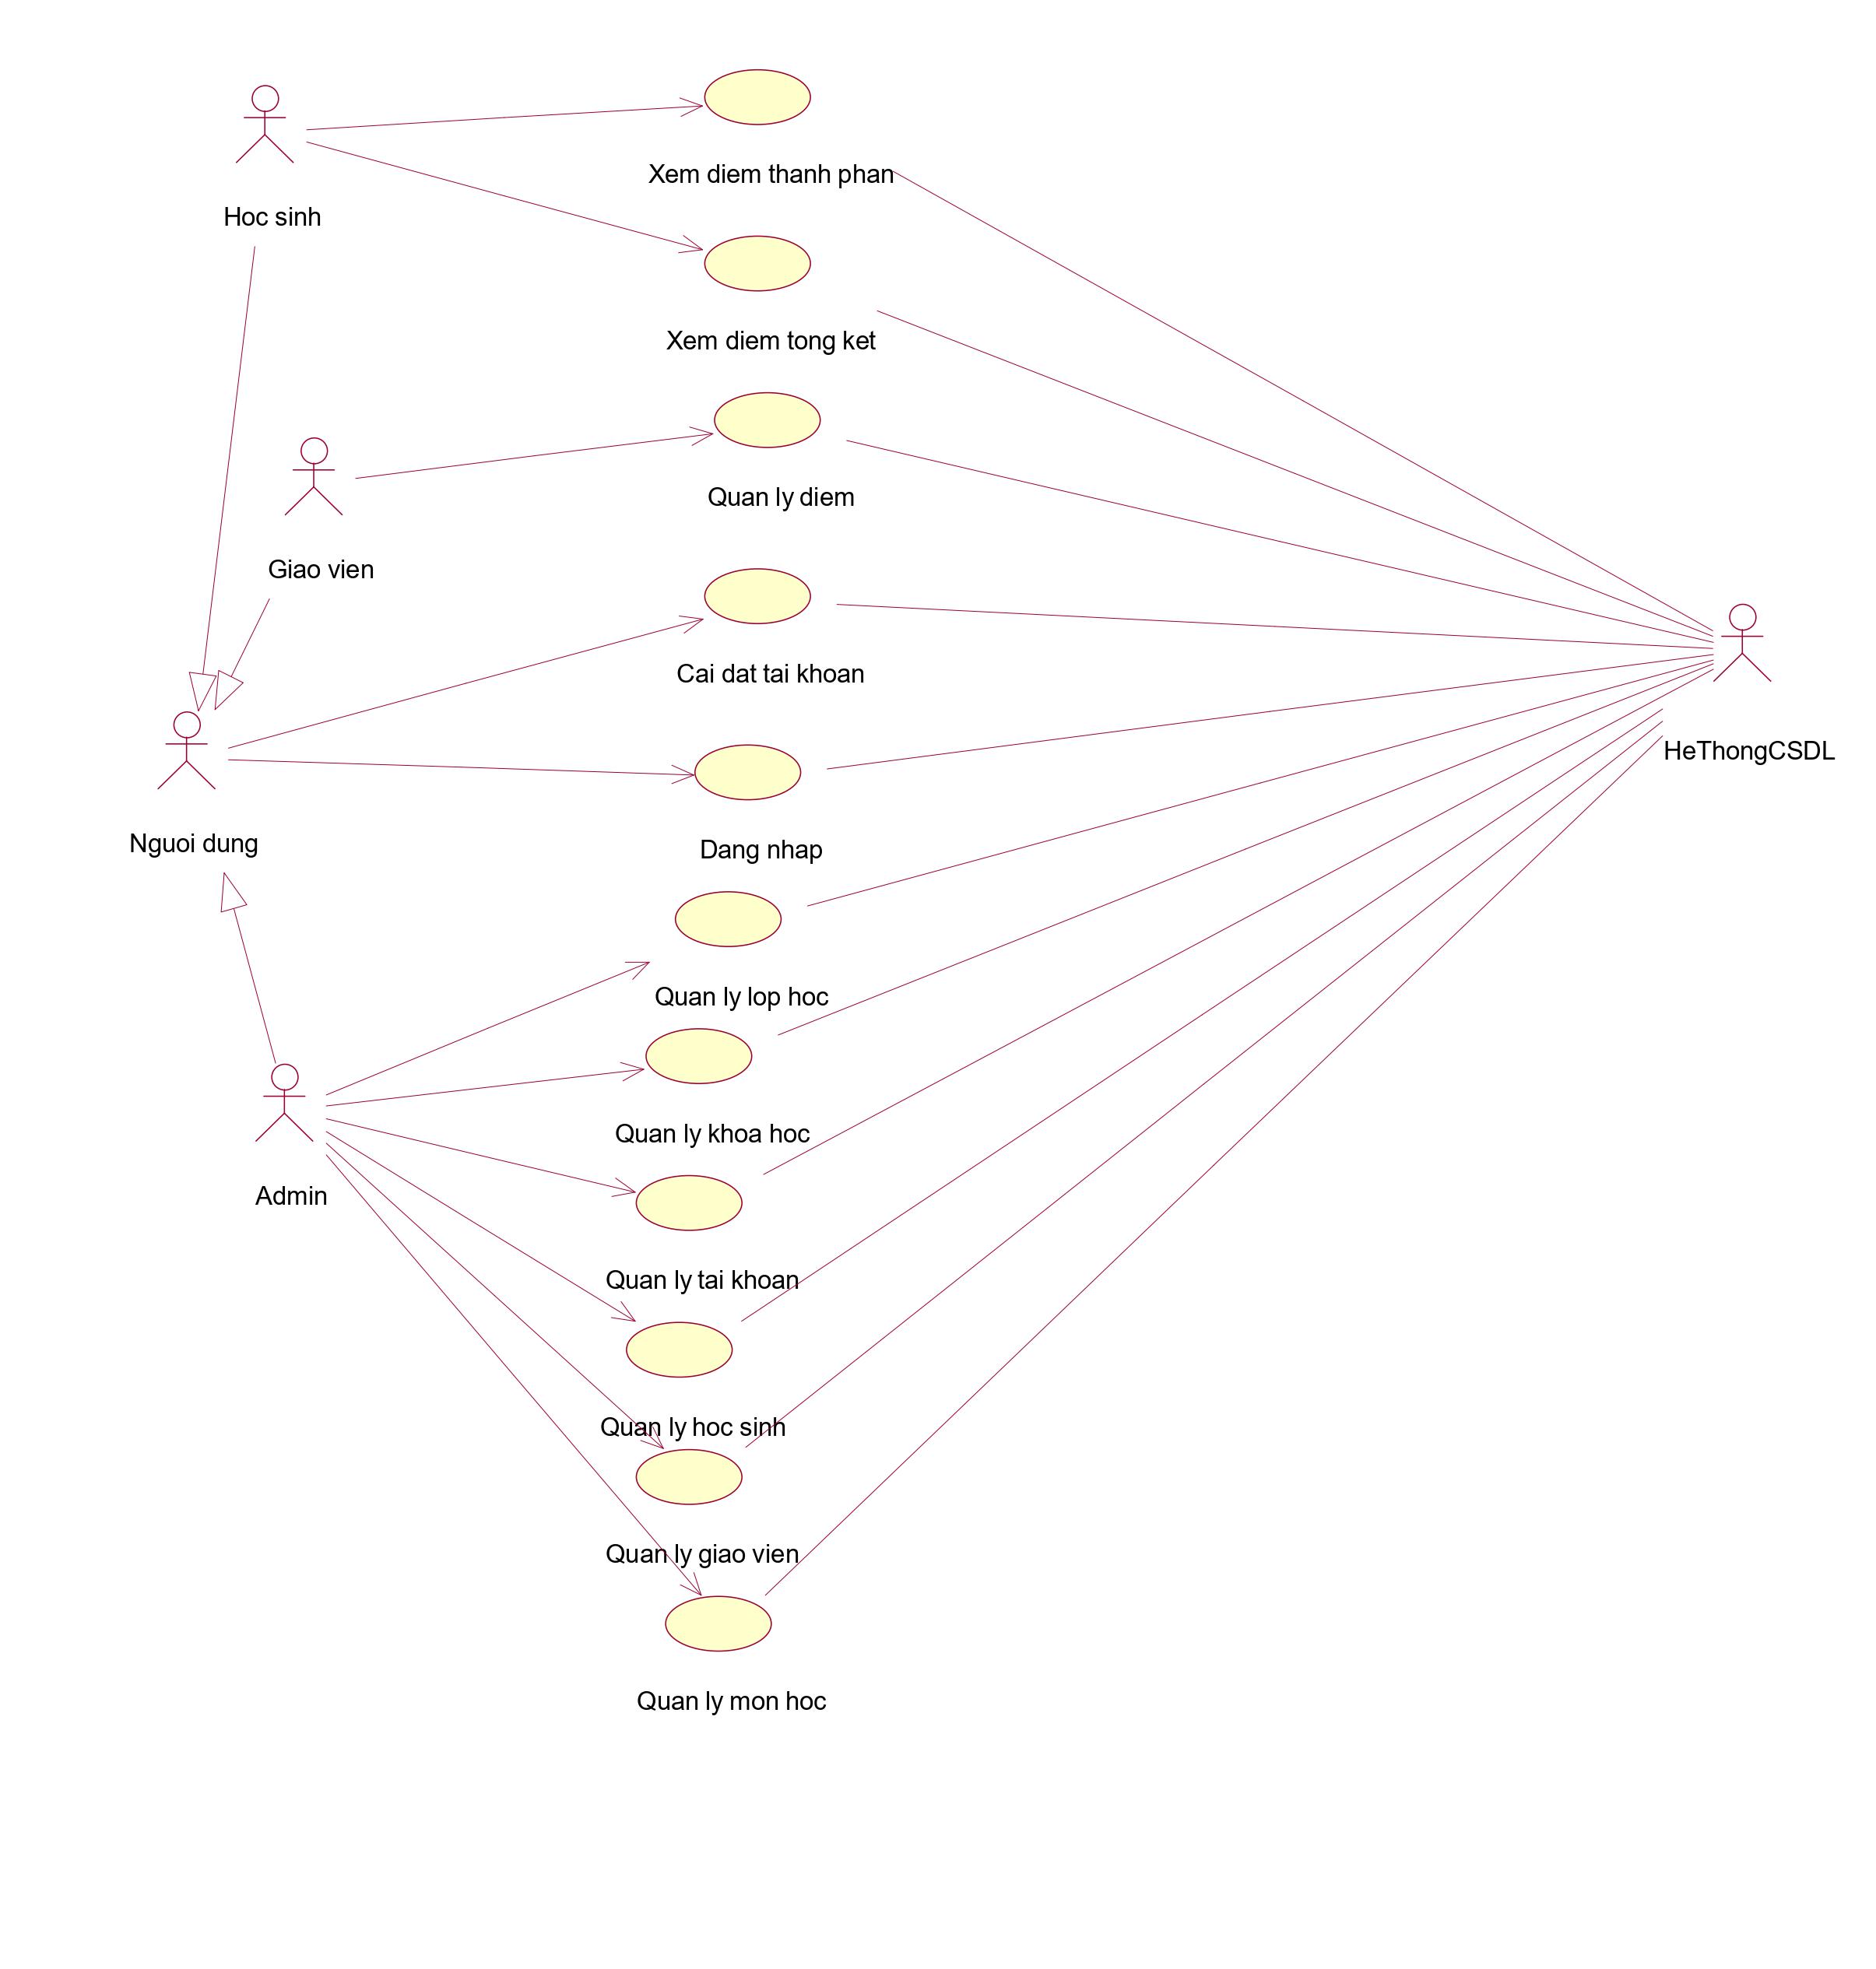 Xem diem thanh phan
Hoc sinh
Xem diem tong ket
Quan ly diem
Giao vien
Cai dat tai khoan
HeThongCSDL
Nguoi dung
Dang nhap
Quan ly lop hoc
Quan ly khoa hoc
Admin
Quan ly tai khoan
Quan ly hoc sinh
Quan ly giao vien
Quan ly mon hoc